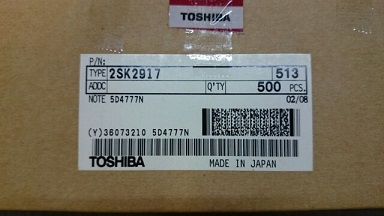 TOSHIBA
P/N:
TYPE 2SK2917 513
ADDC Q'TY 500 PCS.
NOTE 5D4777N 02/08
(Y)36073210 5D4777N
TOSHIBA MADE IN JAPAN